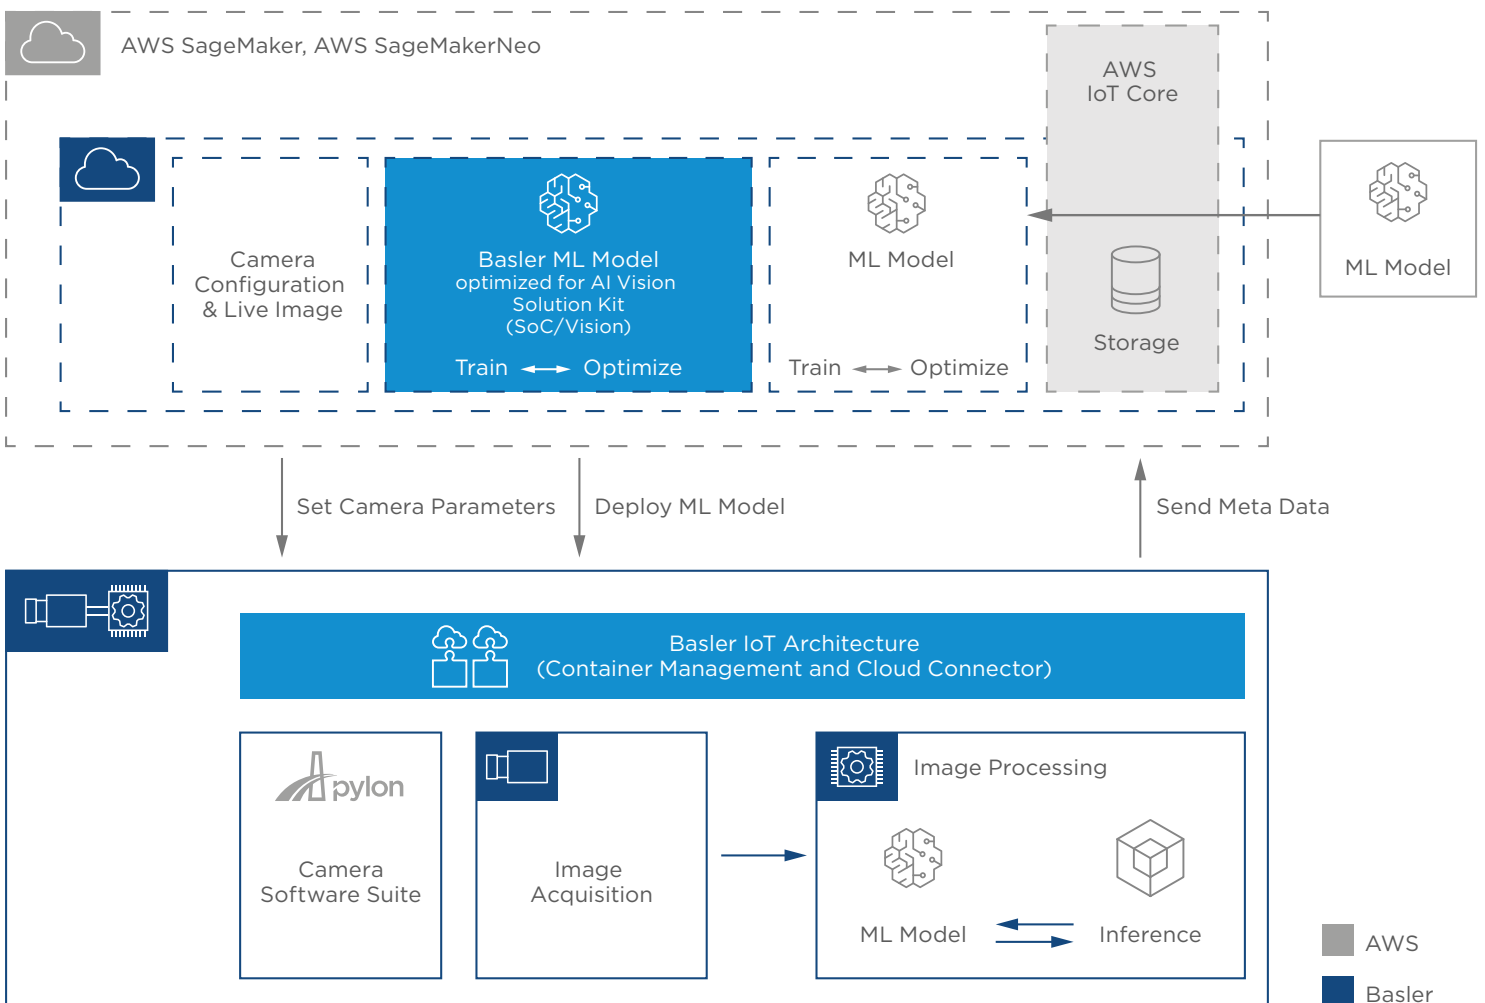 AWS SageMaker, AWS SageMakerNeo
AWS
IoT Core
Camera
Configuration
& Live Image
Basler ML Model
optimized for AI Vision
Solution Kit
(SoC/Vision)
Train
Optimize
ML Model
Train
Optimize
Storage
ML Model
Set Camera Parameters
Deploy ML Model
Send Meta Data
Basler IoT Architecture
(Container Management and Cloud Connector)
pylon
Camera
Software Suite
Image
Acquisition
Image Processing
ML Model
Inference
AWS
Basler